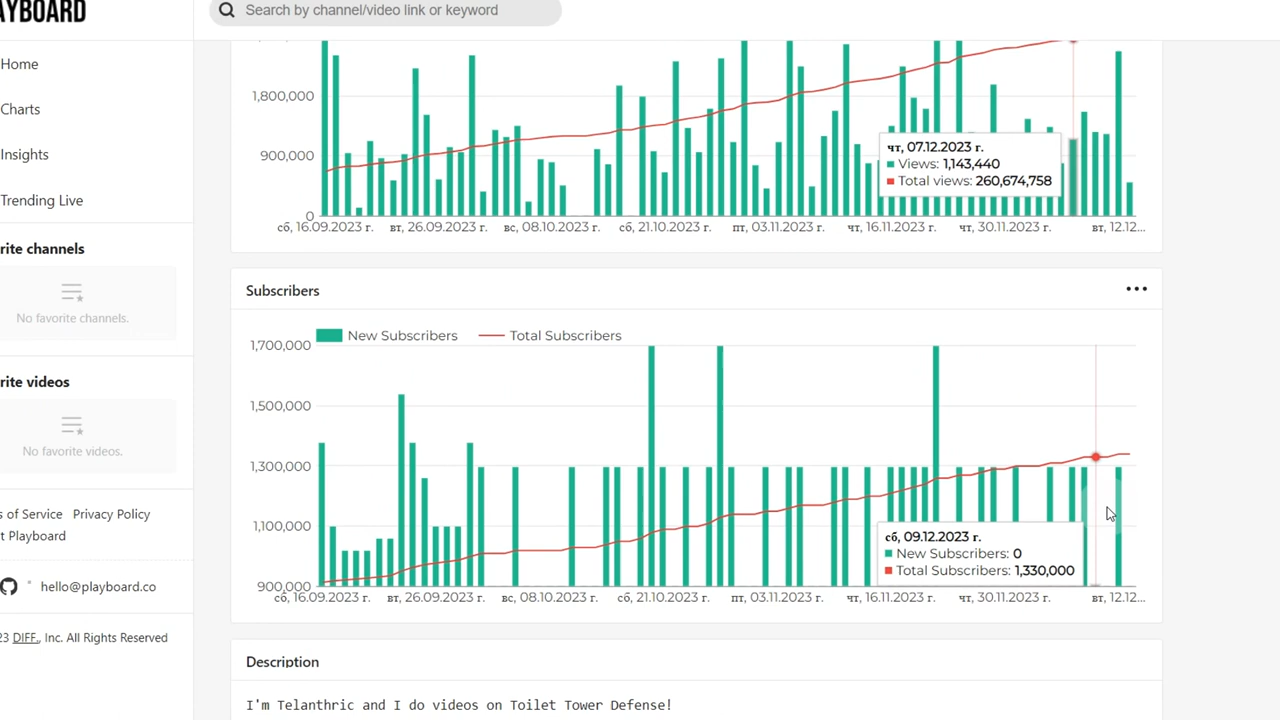 AYBOARD
Search by channel/video link or keyword
Home
Charts
Insights
Trending Live
rite channels
No favorite channels.
rite videos
No favorite videos.
s of Service Privacy Policy
t Playboard
hello@playboard.co
23 DIFF., Inc. All Rights Reserved
1,800,000
900,000
0
сб, 16.09.2023 г. вт, 26.09.2023 г. вс, 08.10.2023 г. сб, 21.10.2023 г. пт, 03.11.2023 г. чт, 16.11.2023 г. чт, 30.11.2023 г. вт, 12.12...
чт, 07.12.2023 г.
Views: 1,143,440
Total views: 260,674,758
Subscribers
New Subscribers Total Subscribers
1,700,000
1,500,000
1,300,000
1,100,000
900,000
сб, 16.09.2023 г. вт, 26.09.2023 г. вс, 08.10.2023 г. сб, 21.10.2023 г. пт, 03.11.2023 г. чт, 16.11.2023 г. чт, 30.11.2023 г. вт, 12.12...
сб, 09.12.2023 г.
New Subscribers: 0
Total Subscribers: 1,330,000
Description
I'm Telanthric and I do videos on Toilet Tower Defense!